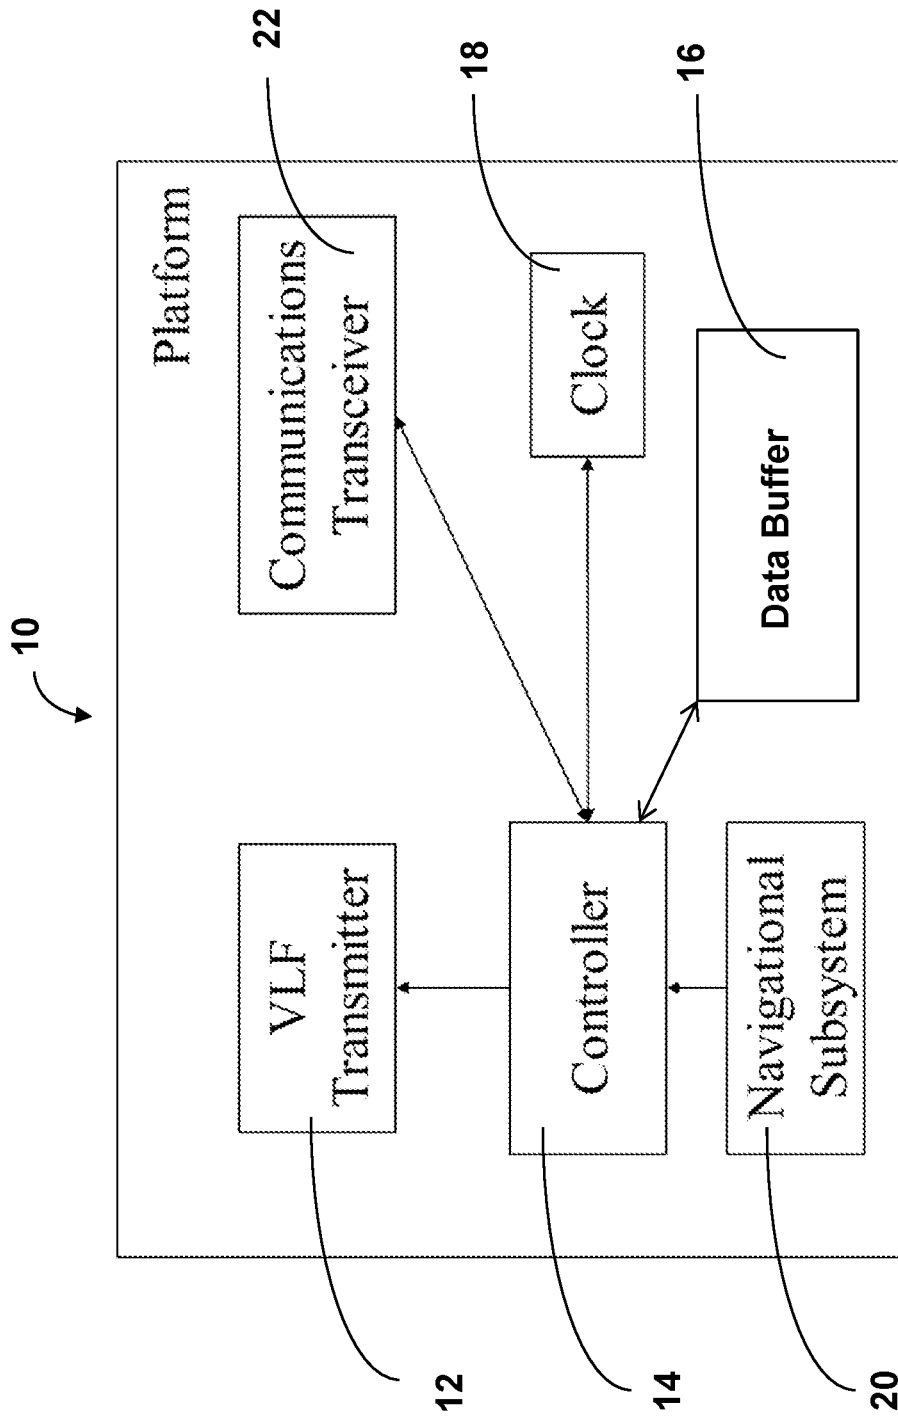 10
Platform
22
VLF
Transmitter
Communications
Transceiver
12
18
Controller
Clock
14
16
Navigational
Subsystem
Data Buffer
20